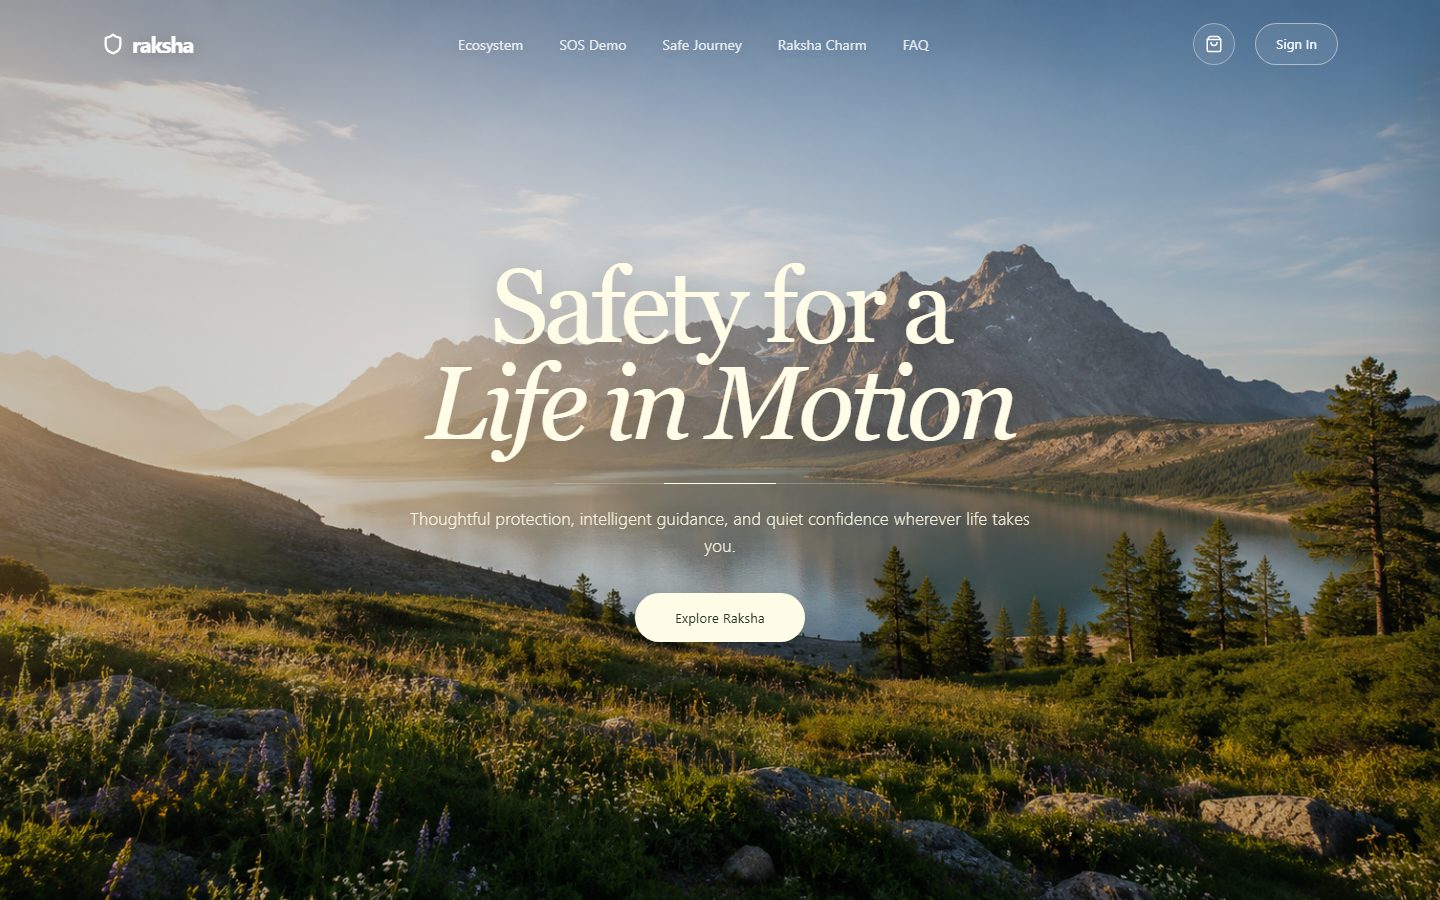 raksha
Ecosystem
SOS Demo
Safe Journey
Raksha Charm
FAQ
Sign In
Safety for a
Life in Motion
Thoughtful protection, intelligent guidance, and quiet confidence wherever life takes
you.
Explore Raksha